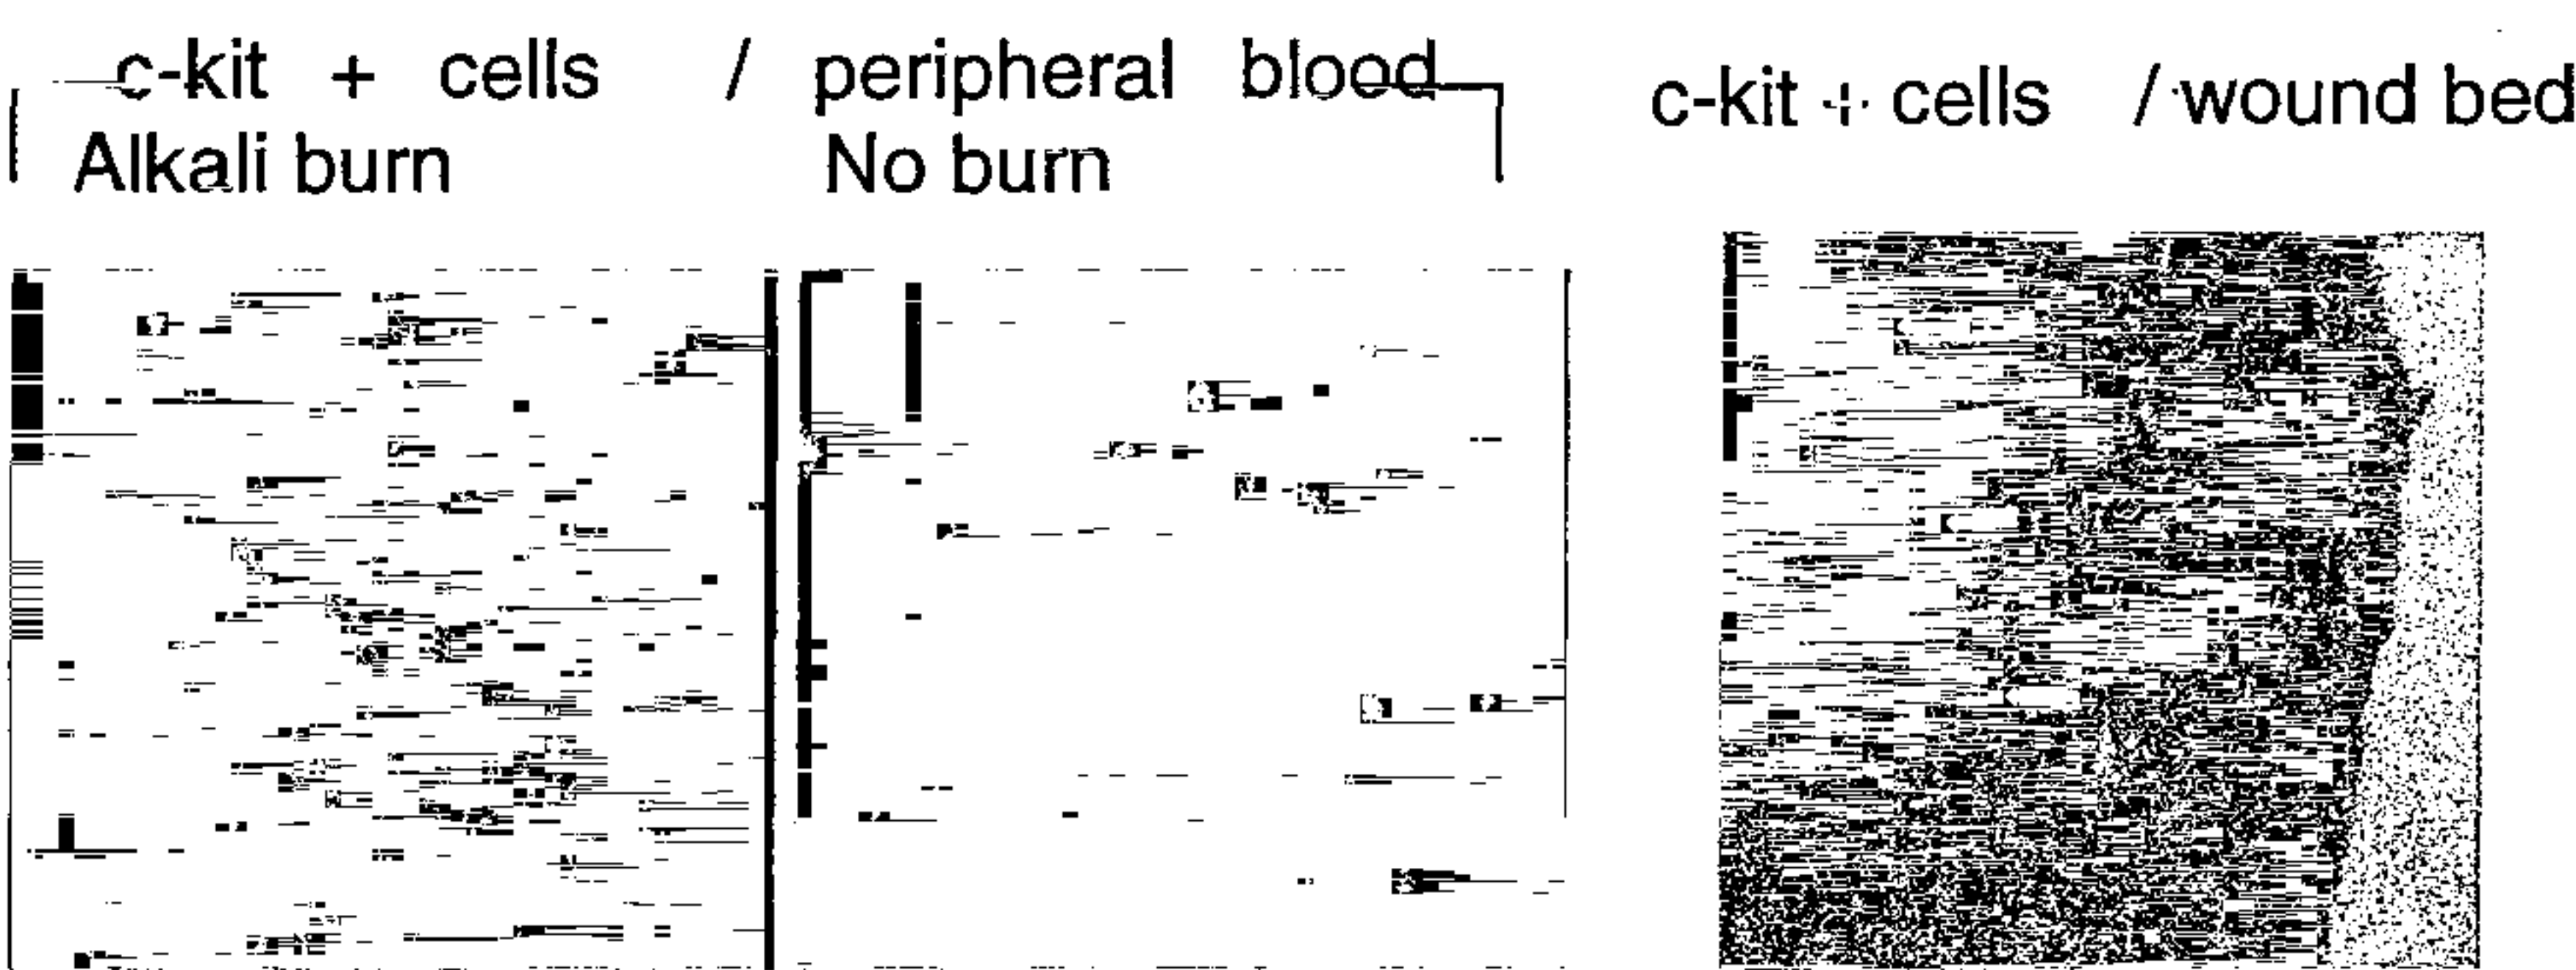 c-kit + cells / peripheral blood
Alkali burn No burn
c-kit + cells / wound bed